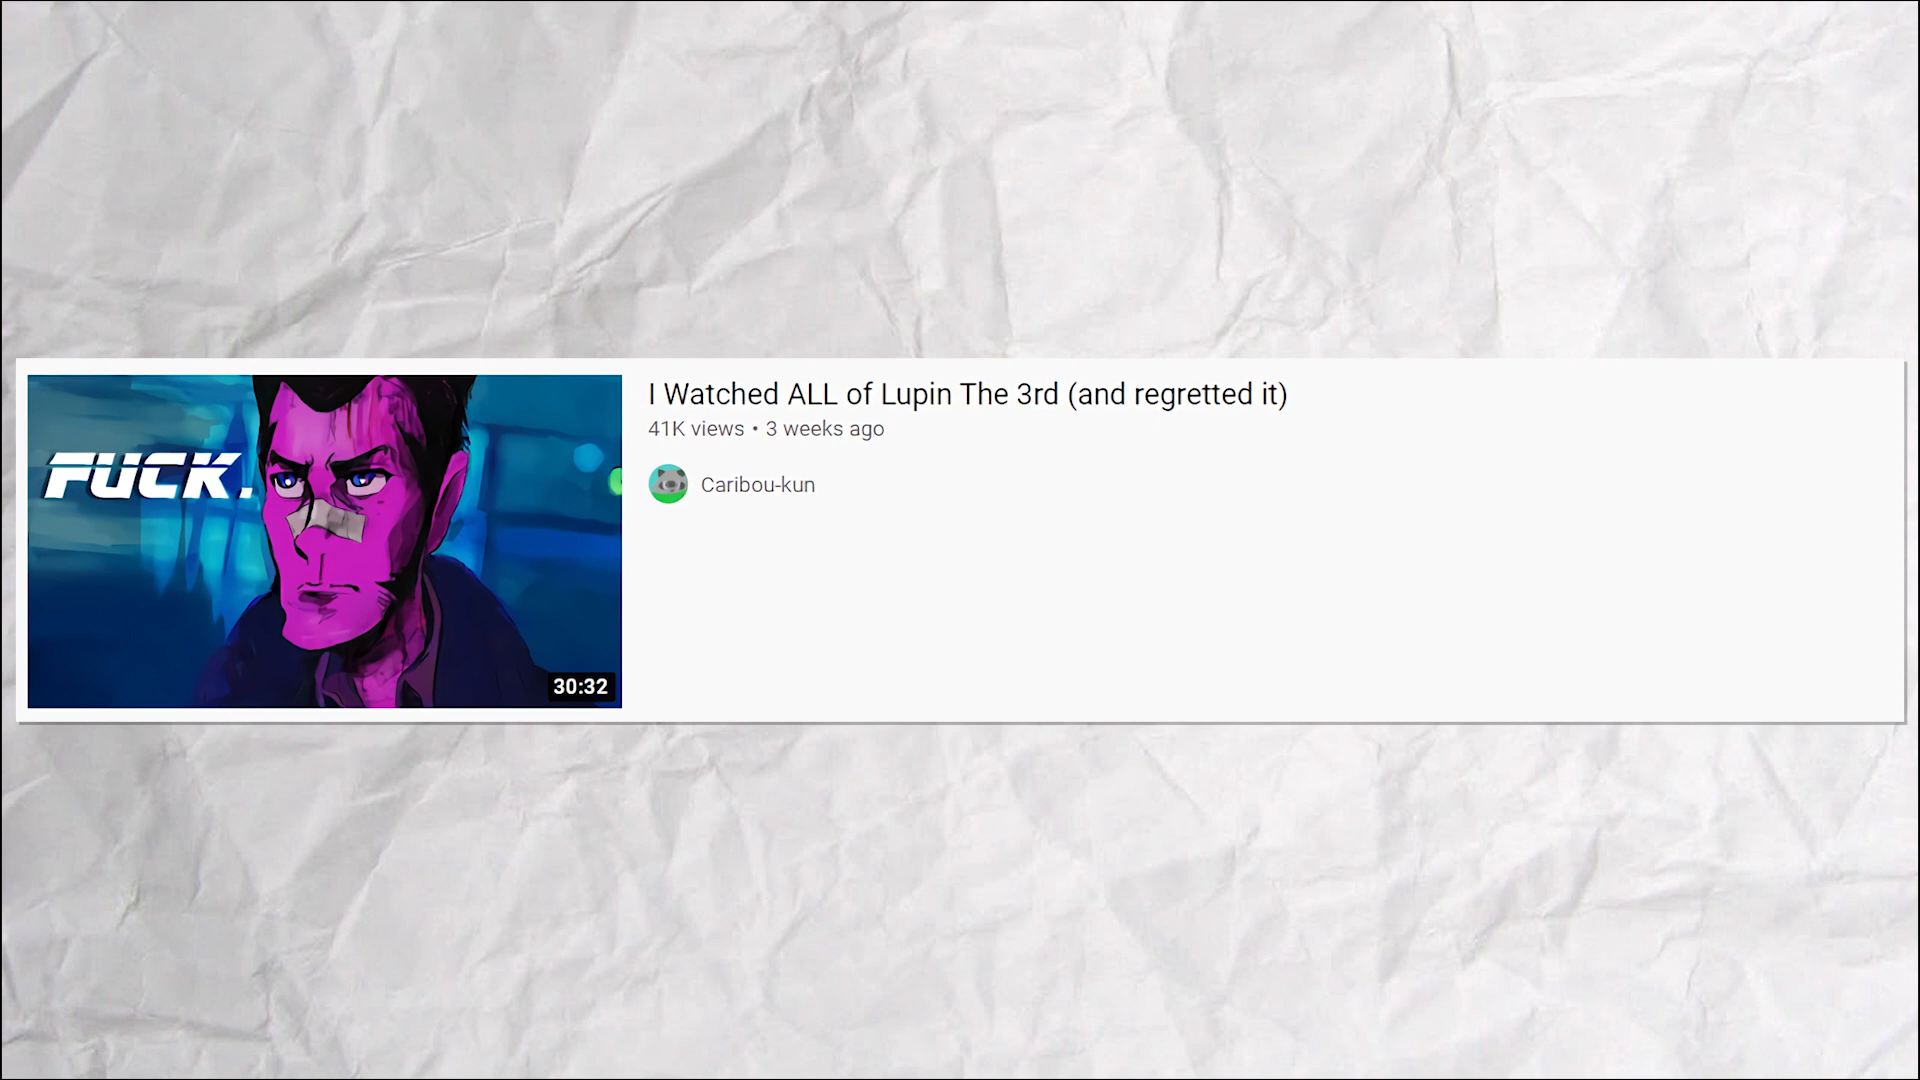 FUCK.
30:32
I Watched ALL of Lupin The 3rd (and regretted it)
41K views • 3 weeks ago
Caribou-kun